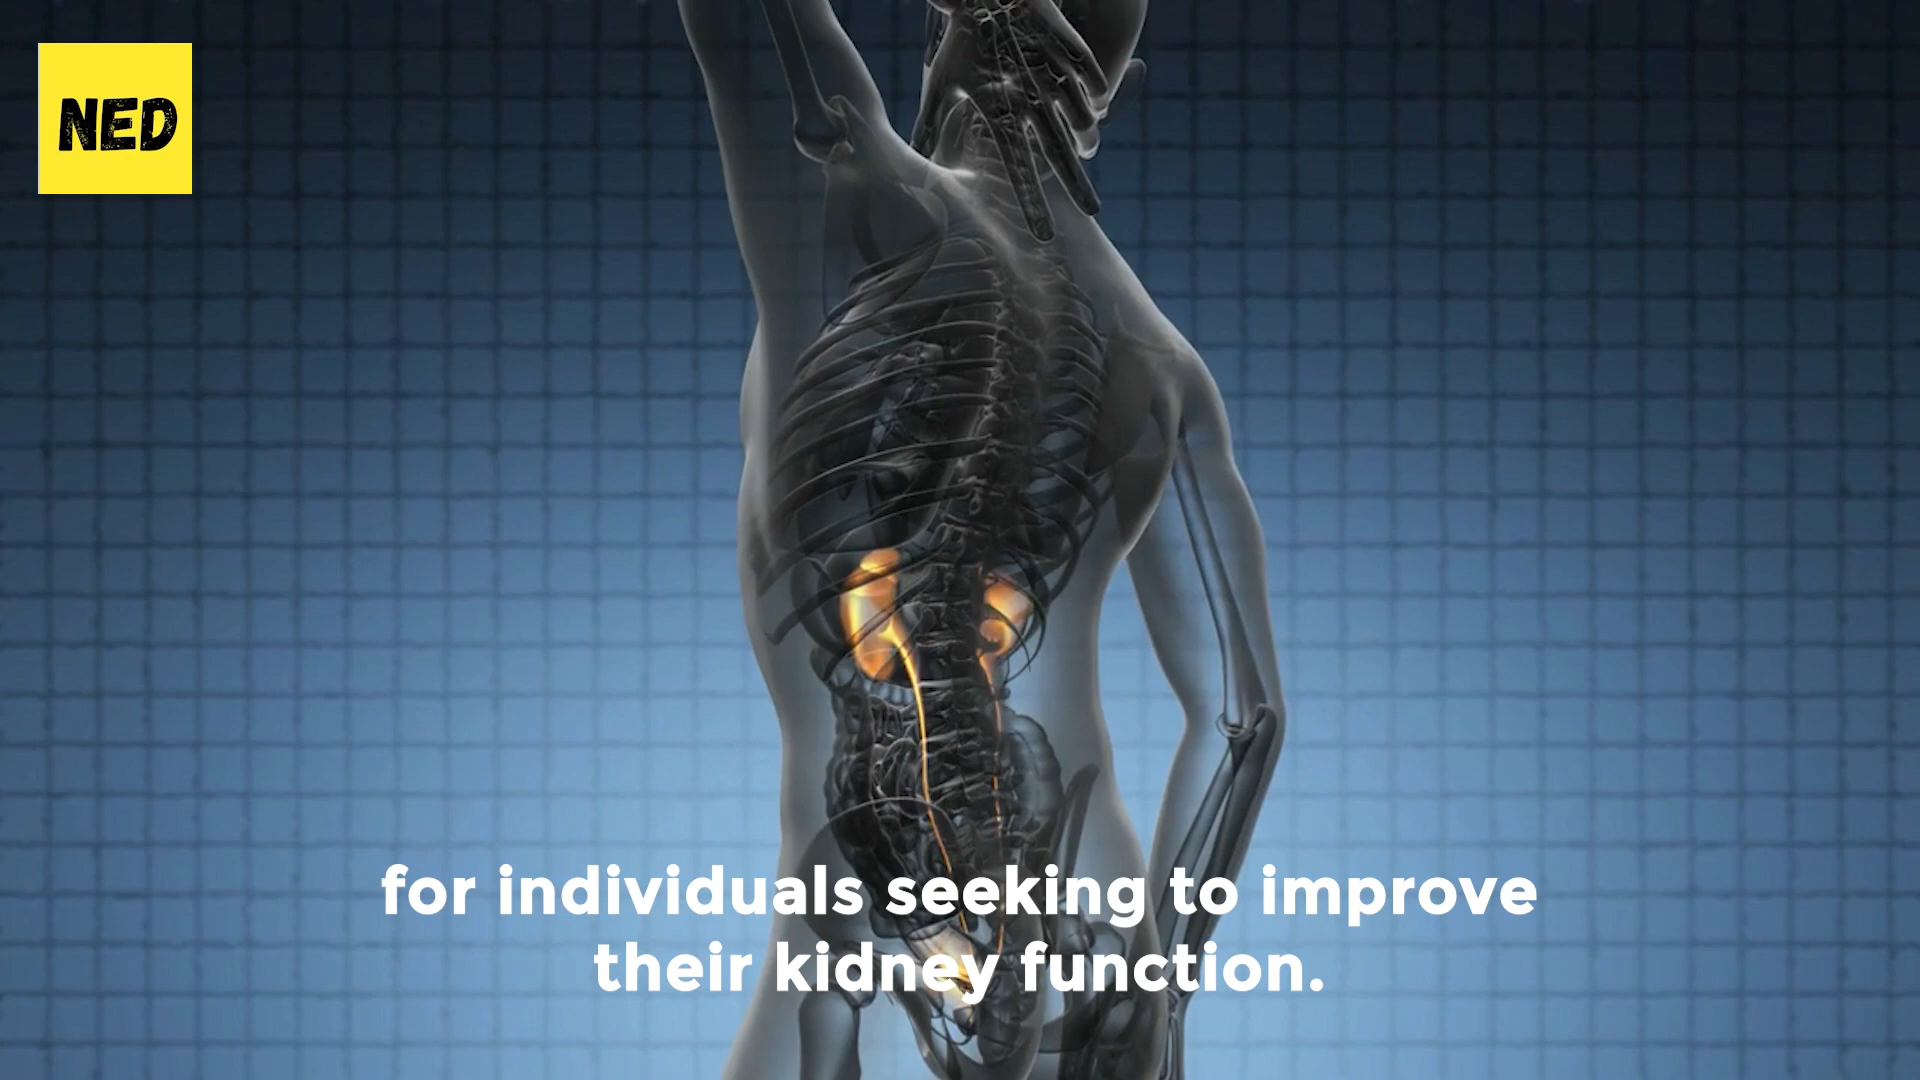 NED
for individuals seeking to improve
their kidney function.